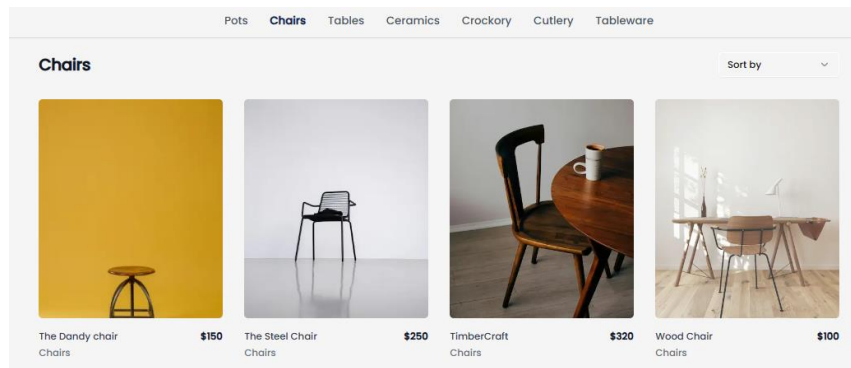 Pots Chairs Tables Ceramics Crockory Cutlery Tableware
Chairs
Sort by
The Dandy chair $150
Chairs
The Steel Chair $250
Chairs
TimberCraft $320
Chairs
Wood Chair $100
Chairs